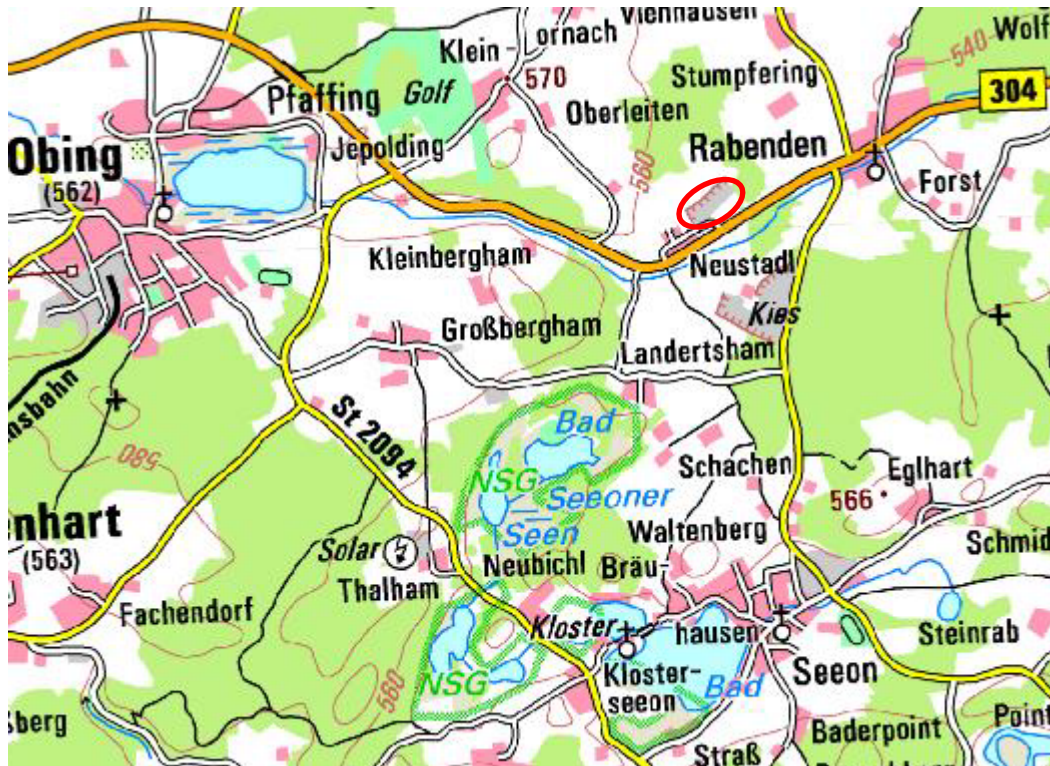 Viehhausen
Klein-
ornach
Wolf
540
570
Stumpfering
304
Pfaffing
Golf
Oberleiten
Obing
(562)
Jepolding
560
Rabenden
Forst
Kleinbergham
Neustadl
Kies
Großbergham
Landertsham
nsbahn
St 2094
Bad
580
NSG
Seeoner
Seen
Schachen
Eglhart
566
enhart
(563)
Solar
Waltenberg
Schmid
Neubichl
Bräu-
Thalham
Fachendorf
Kloster
hausen
Steinrab
Kloster-
seeon
Seeon
NSG
560
Bad
ßberg
Baderpoint
Point
Straß